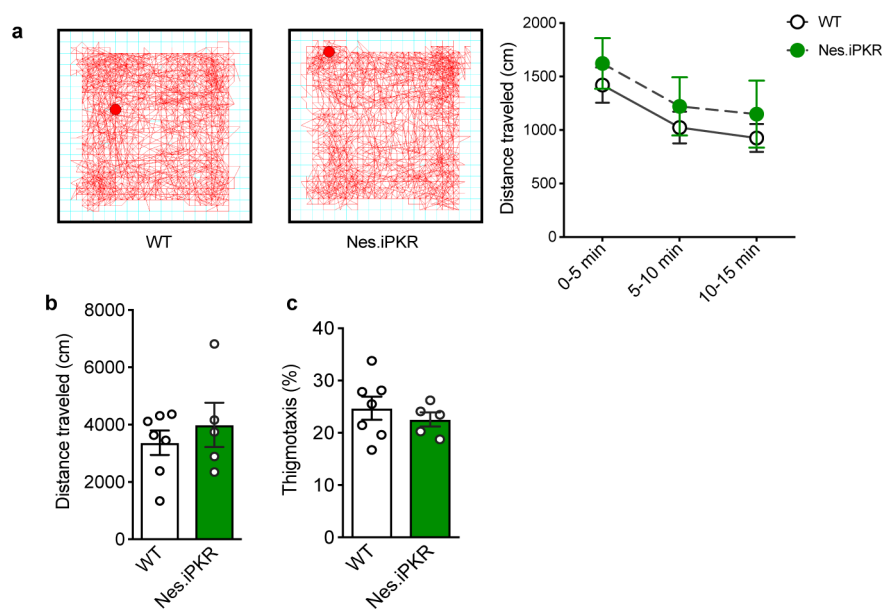 a
WT
Nes.iPKR
Distance traveled (cm)
2000
1500
1000
500
0
0-5 min
5-10 min
10-15 min
WT
Nes.iPKR
b
Distance traveled (cm)
8000
6000
4000
2000
0
WT
Nes.iPKR
c
Thigmotaxis (%)
40
30
20
10
0
WT
Nes.iPKR